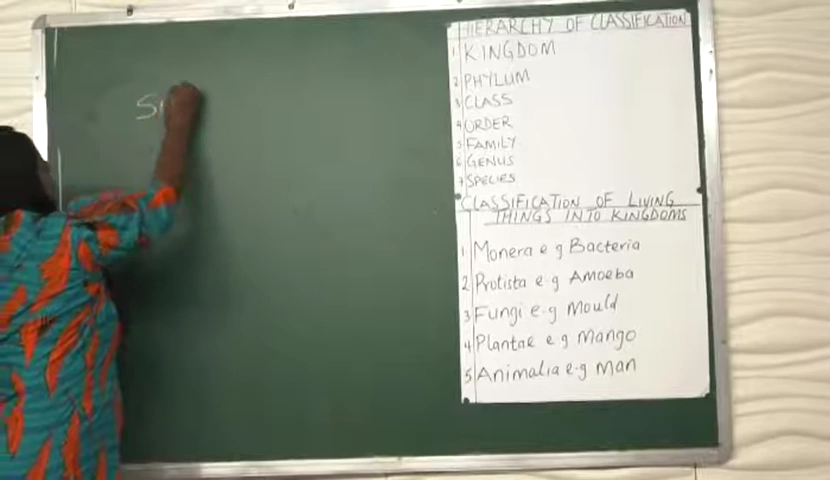 HIERARCHY OF CLASSIFICATION
1 KINGDOM
2 PHYLUM
3 CLASS
4 ORDER
5 FAMILY
6 GENUS
7 SPECIES
CLASSIFICATION OF LIVING
THINGS INTO KINGDOMS
1 Monera e g Bacteria
2 Protista e.g Amoeba
3 Fungi e.g Mould
4 Plantae e g Mango
5 Animalia e.g Man